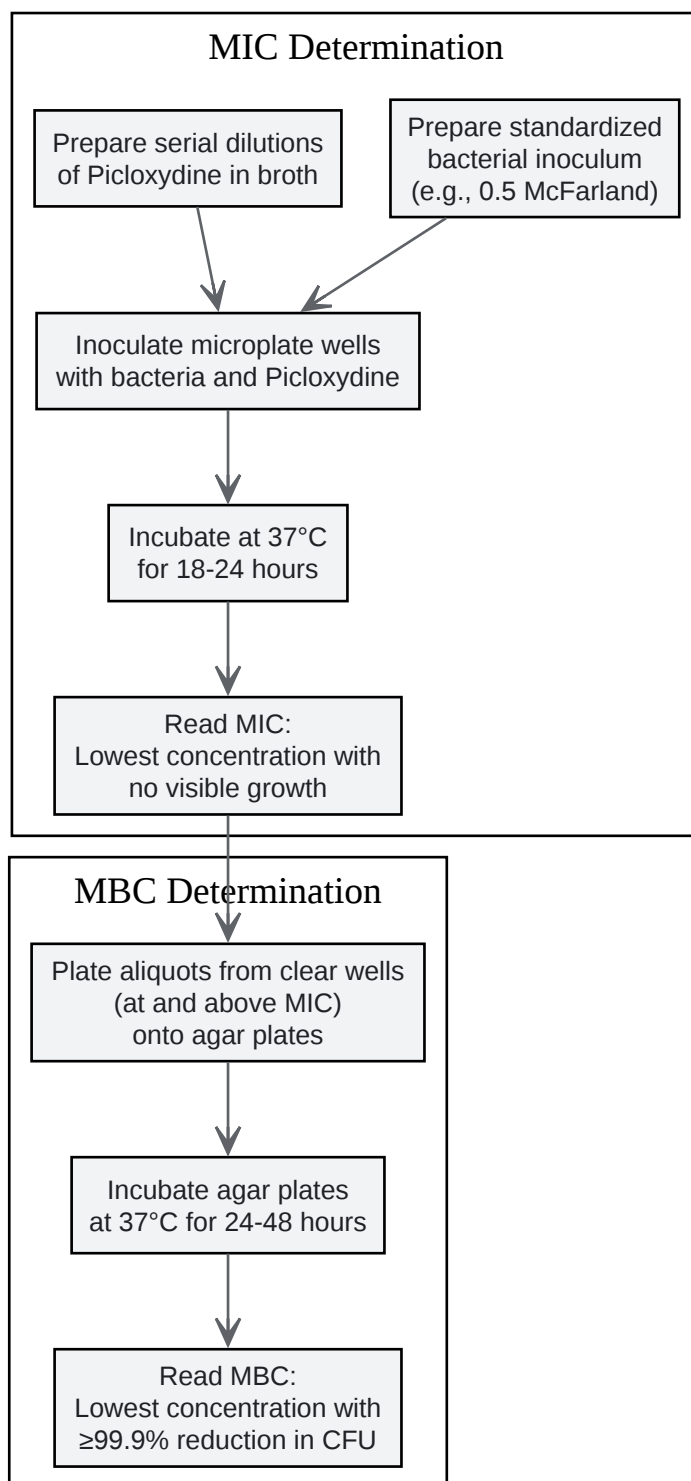 MIC Determination
Prepare serial dilutions
of Picloxydine in broth
Prepare standardized
bacterial inoculum
(e.g., 0.5 McFarland)
Inoculate microplate wells
with bacteria and Picloxydine
Incubate at 37°C
for 18-24 hours
Read MIC:
Lowest concentration with
no visible growth
MBC Determination
Plate aliquots from clear wells
(at and above MIC)
onto agar plates
Incubate agar plates
at 37°C for 24-48 hours
Read MBC:
Lowest concentration with
≥99.9% reduction in CFU